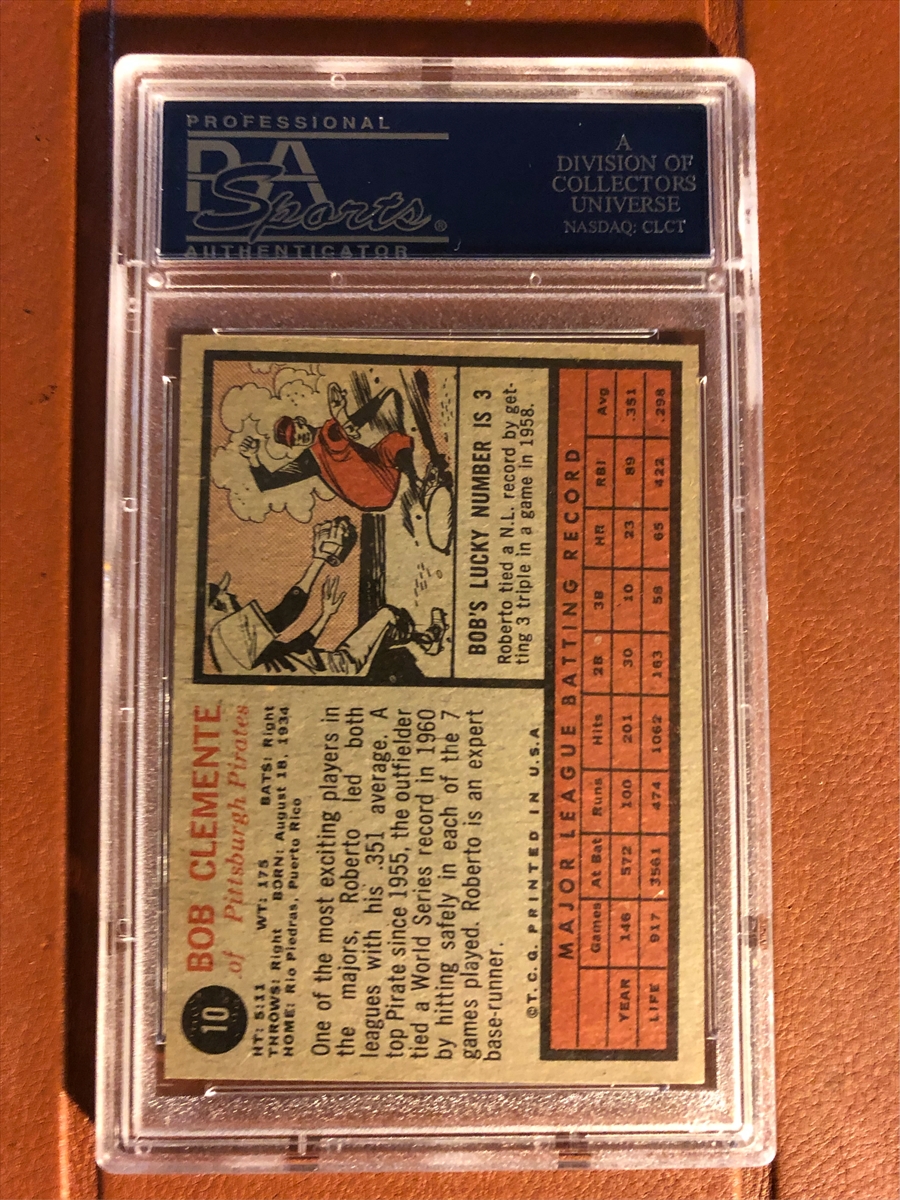 PROFESSIONAL
PSA
Sports®
AUTHENTICATOR
A
DIVISION OF
COLLECTORS
UNIVERSE
NASDAQ: CLCT
10
BOB CLEMENTE
of Pittsburgh Pirates
HT: 5:11 WT: 175 BATS: Right
THROWS: Right BORN: August 18, 1934
HOME: Rio Piedras, Puerto Rico
One of the most exciting players in
the majors, Roberto led both
leagues with his .351 average. A
top Pirate since 1955, the outfielder
tied a World Series record in 1960
by hitting safely in each of the 7
games played. Roberto is an expert
base-runner.
© T. C. G. PRINTED IN U.S.A
BOB'S LUCKY NUMBER IS 3
Roberto tied a N.L. record by get-
ting 3 triple in a game in 1958.
MAJOR LEAGUE BATTING RECORD
Games At Bat Runs Hits 2B 3B HR RBI Avg
YEAR 146 572 100 201 30 10 23 89 .351
LIFE 917 3561 474 1062 163 58 65 422 .298